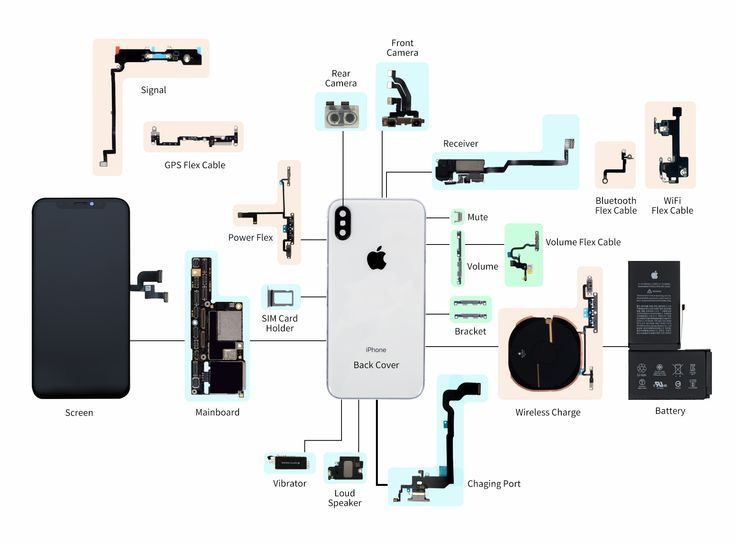 Front
Camera
Rear
Camera
Signal
Receiver
GPS Flex Cable
Bluetooth
Flex Cable
WiFi
Flex Cable
Mute
Power Flex
Volume Flex Cable
Volume
SIM Card
Holder
Bracket
iPhone
Back Cover
Screen
Mainboard
Wireless Charge
Battery
Vibrator
Loud
Speaker
Chaging Port